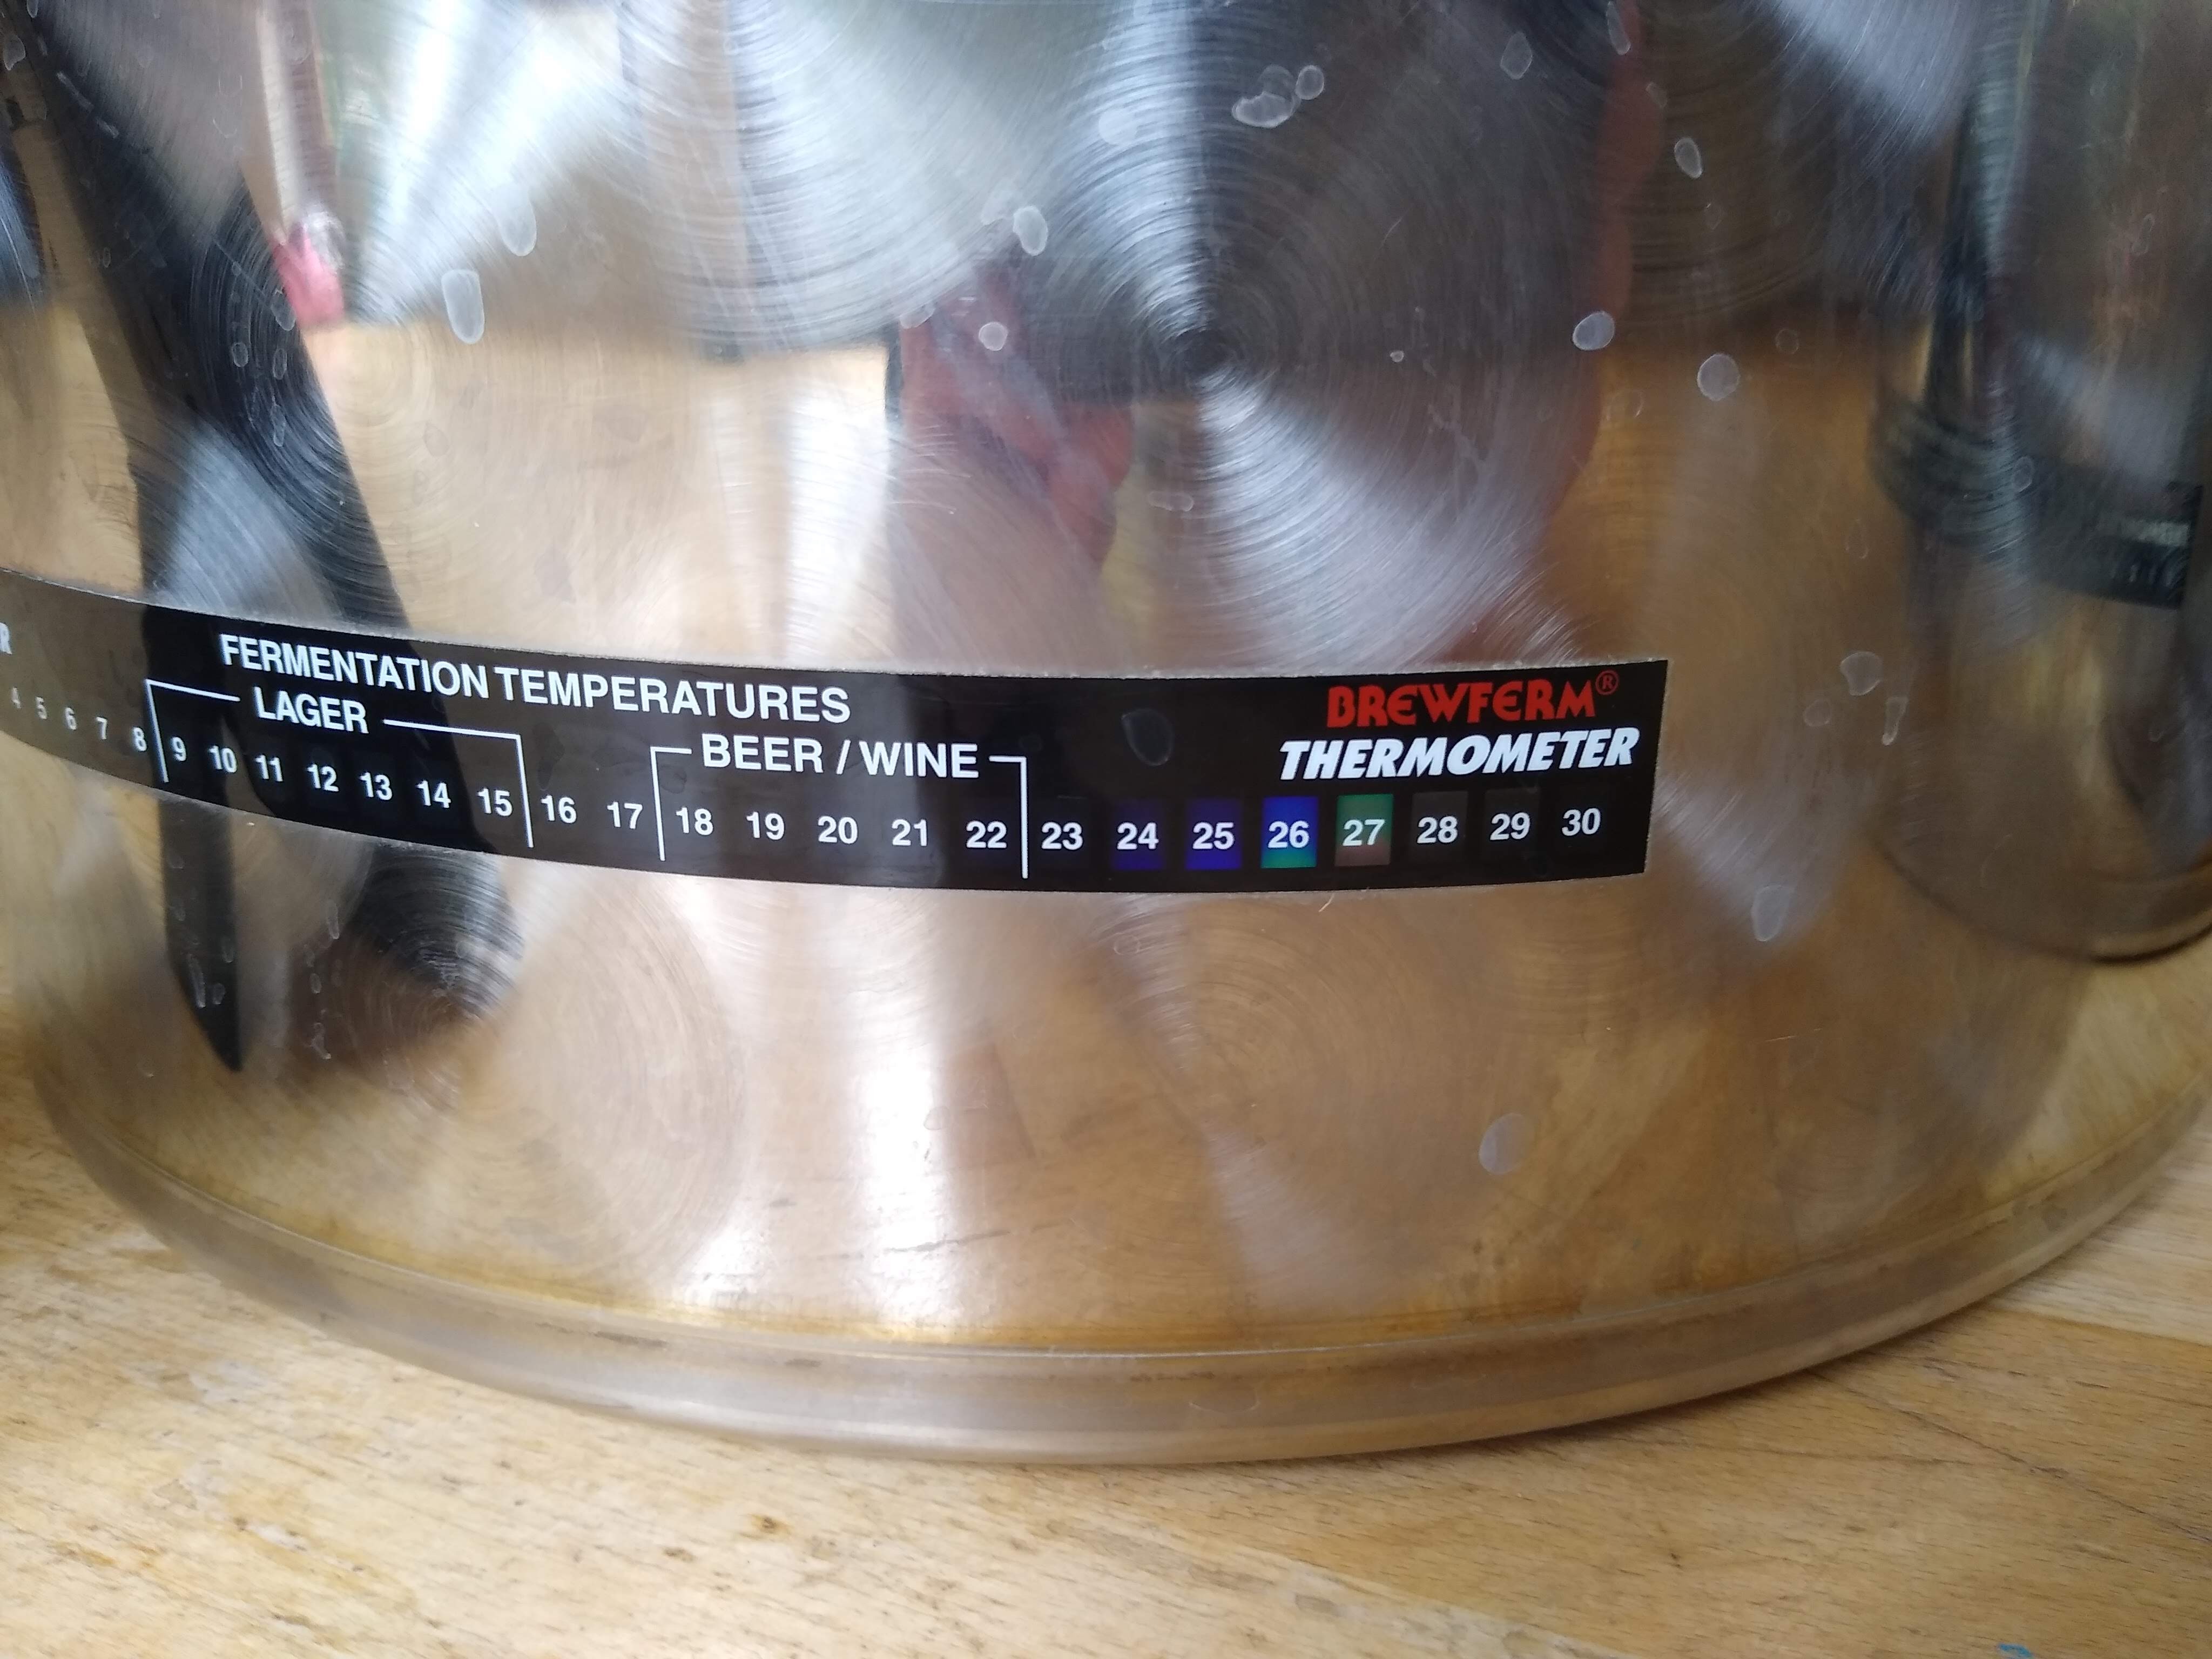 FERMENTATION TEMPERATURES
LAGER
BEER / WINE
BREWFERM®
THERMOMETER
4 5 6 7 8 9 10 11 12 13 14 15 16 17 18 19 20 21 22 23 24 25 26 27 28 29 30